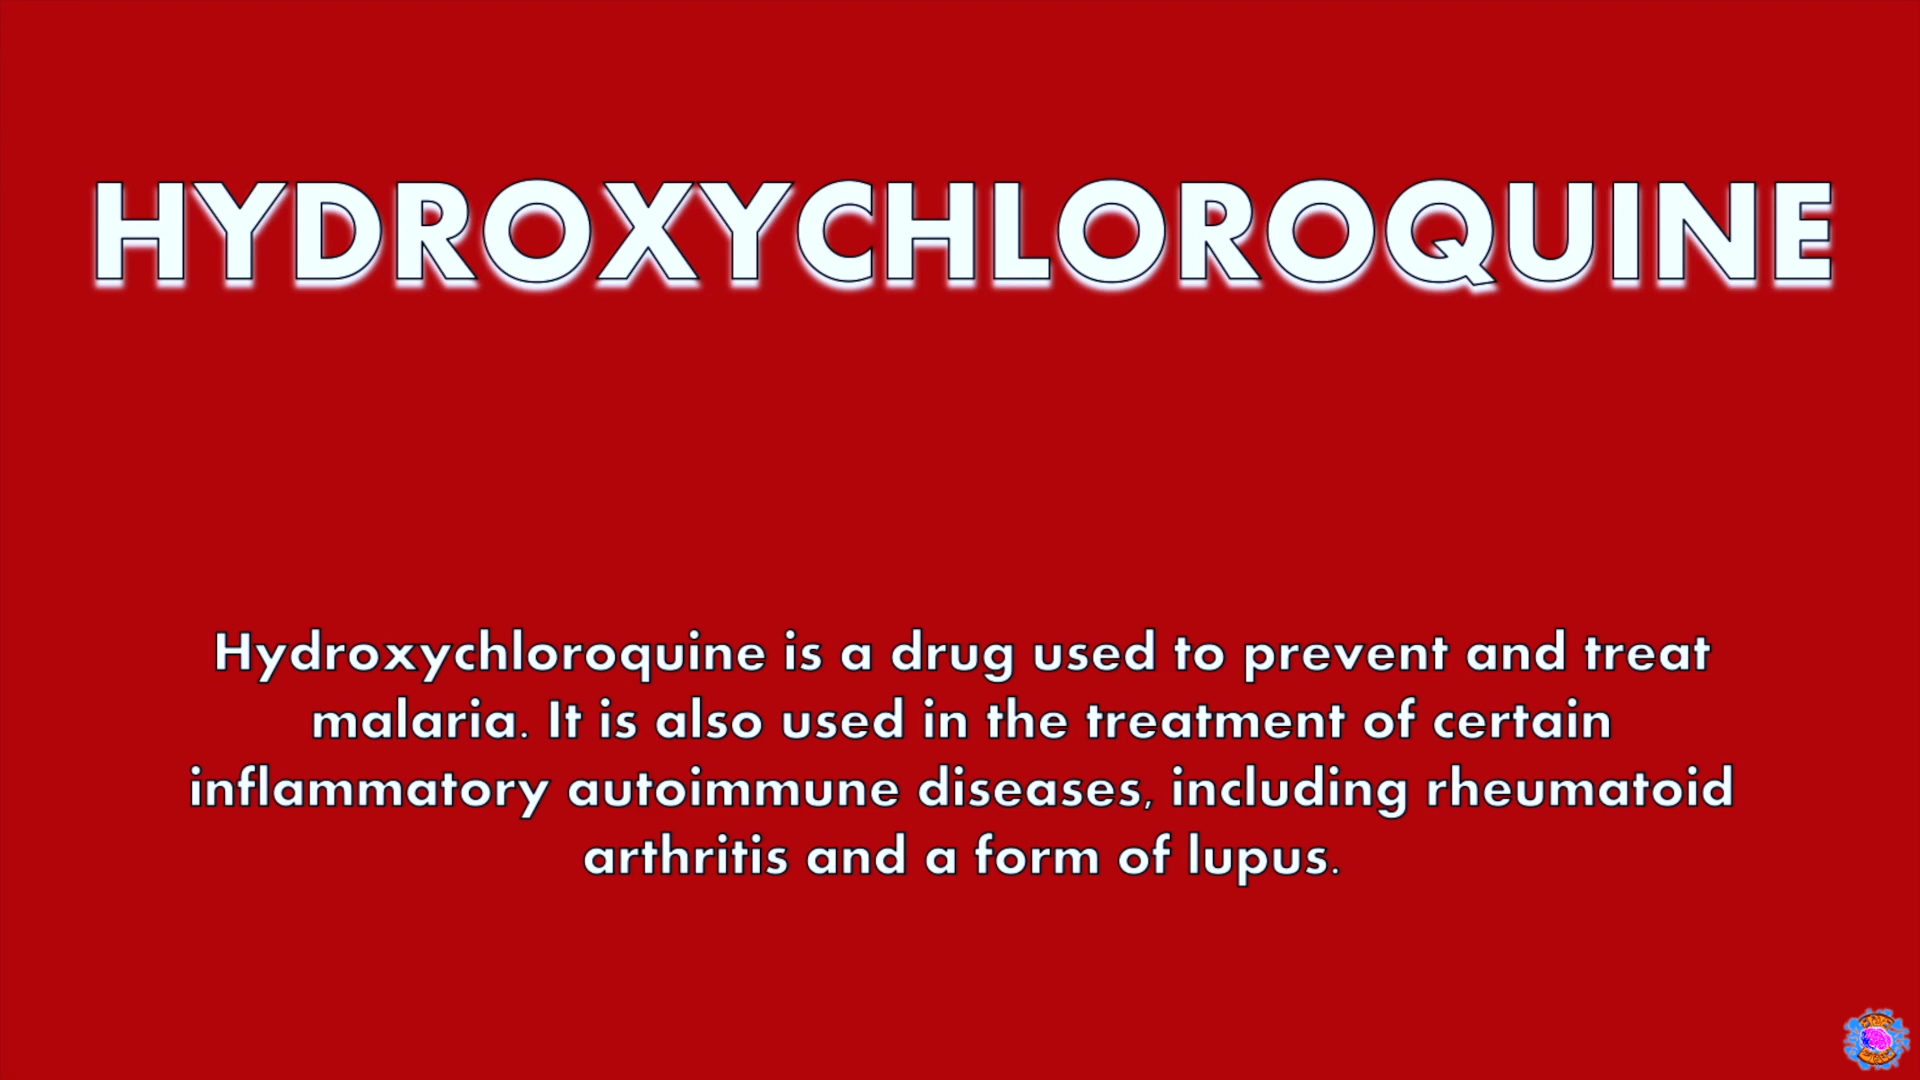 HYDROXYCHLOROQUINE
Hydroxychloroquine is a drug used to prevent and treat
malaria. It is also used in the treatment of certain
inflammatory autoimmune diseases, including rheumatoid
arthritis and a form of lupus.